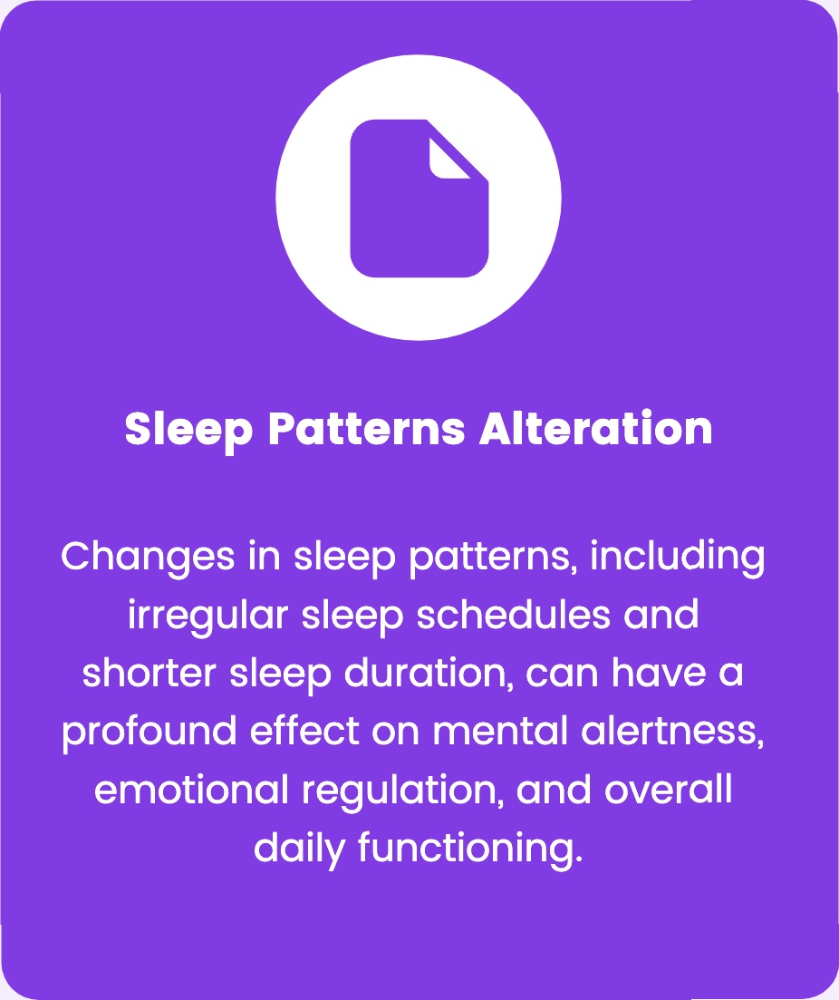 Sleep Patterns Alteration
Changes in sleep patterns, including
irregular sleep schedules and
shorter sleep duration, can have a
profound effect on mental alertness,
emotional regulation, and overall
daily functioning.